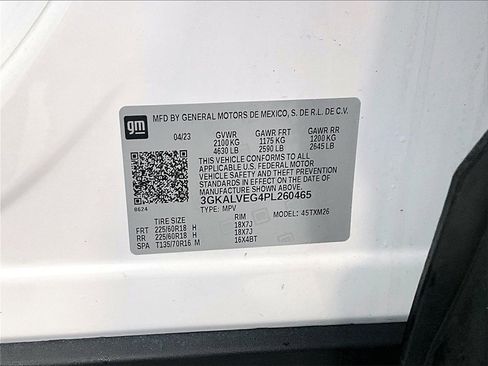 gm
MFD BY GENERAL MOTORS DE MEXICO, S. DE R.L. DE C.V.
04/23 GVWR GAWR FRT GAWR RR
2100 KG 1175 KG 1200 KG
4630 LB 2590 LB 2645 LB
THIS VEHICLE CONFORMS TO ALL
APPLICABLE U.S. FEDERAL MOTOR
VEHICLE SAFETY AND THEFT PREVENTION
STANDARDS IN EFFECT ON THE DATE OF
MANUFACTURE SHOWN ABOVE.
3GKALVEG4PL260465
8624 TYPE: MPV MODEL: 45TXM26
TIRE SIZE RIM
FRT 225/60R18 H 18X7J
RR 225/60R18 H 18X7J
SPA T135/70R16 M 16X4BT